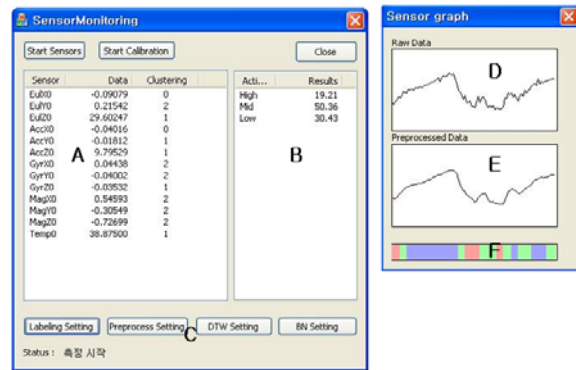 SensorMonitoring
Start Sensors Start Calibration Close
Sensor Data Clustering
EulX0 -0.09079 0
EulY0 0.21542 2
EulZ0 29.60247 1
AccX0 -0.04016 0
AccY0 -0.01812 1
AccZ0 9.79529 1
GyrX0 0.04438 2
GyrY0 -0.04002 2
GyrZ0 -0.03532 1
MagX0 0.54593 2
MagY0 -0.30549 2
MagZ0 -0.72699 2
Temp0 38.87500 1
A
Acti... Results
High 19.21
Mid 50.36
Low 30.43
B
Labeling Setting Preprocess Setting DTW Setting BN Setting
C
Status : 측정 시작
Sensor graph
Raw Data
D
Preprocessed Data
E
F